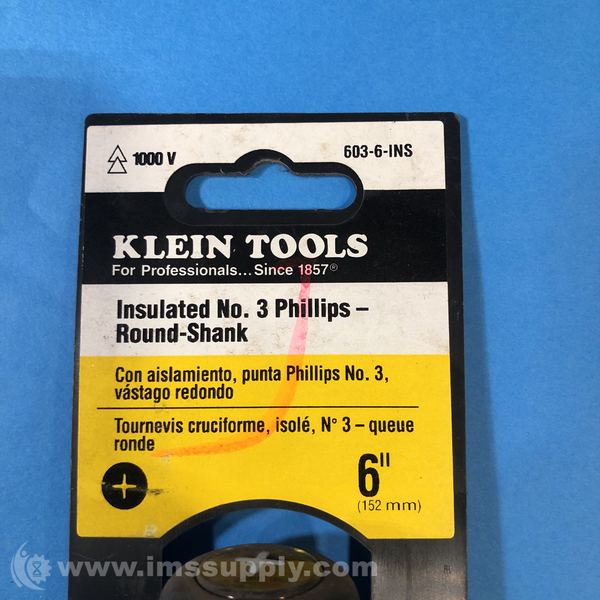 1000 V
603-6-INS
KLEIN TOOLS
For Professionals...Since 1857®
Insulated No. 3 Phillips –
Round-Shank
Con aislamiento, punta Phillips No. 3,
vástago redondo
Tournevis cruciforme, isolé, N° 3 – queue
ronde
6"
(152 mm)
www.imssupply.com